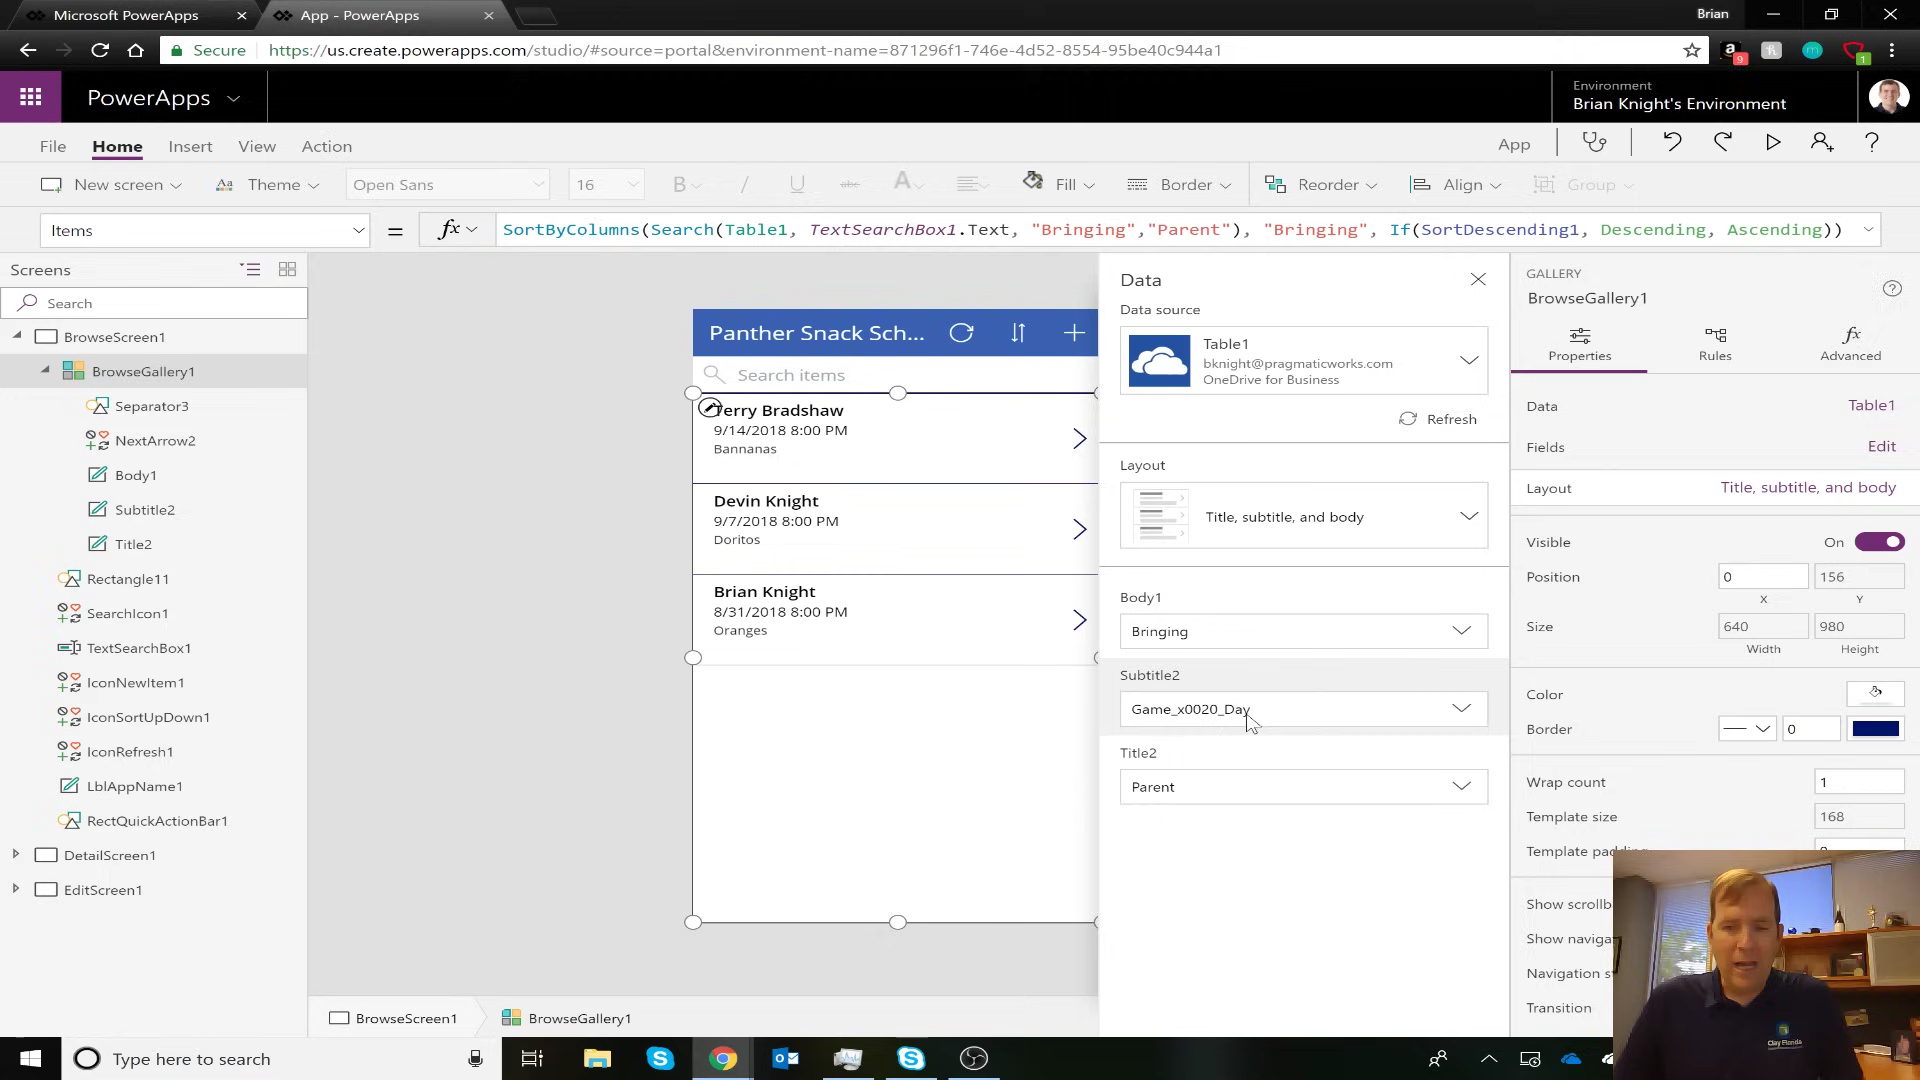 Microsoft PowerApps
App - PowerApps
Brian
Secure
https://us.create.powerapps.com/studio/#source=portal&environment-name=871296f1-746e-4d52-8554-95be40c944a1
9
1
PowerApps
Environment
Brian Knight's Environment
File
Home
Insert
View
Action
App
New screen
Theme
Open Sans
16
B
Fill
Border
Reorder
Align
Group
Items
=
fx
SortByColumns(Search(Table1, TextSearchBox1.Text, "Bringing","Parent"), "Bringing", If(SortDescending1, Descending, Ascending))
Screens
Search
BrowseScreen1
BrowseGallery1
Separator3
NextArrow2
Body1
Subtitle2
Title2
Rectangle11
SearchIcon1
TextSearchBox1
IconNewItem1
IconSortUpDown1
IconRefresh1
LblAppName1
RectQuickActionBar1
DetailScreen1
EditScreen1
Panther Snack Sch...
Search items
Terry Bradshaw
9/14/2018 8:00 PM
Bannanas
Devin Knight
9/7/2018 8:00 PM
Doritos
Brian Knight
8/31/2018 8:00 PM
Oranges
BrowseScreen1
BrowseGallery1
Data
Data source
Table1
bknight@pragmaticworks.com
OneDrive for Business
Refresh
Layout
Title, subtitle, and body
Body1
Bringing
Subtitle2
Game_x0020_Day
Title2
Parent
GALLERY
BrowseGallery1
Properties
Rules
Advanced
Data
Table1
Fields
Edit
Layout
Title, subtitle, and body
Visible
On
Position
0
156
X
Y
Size
640
980
Width
Height
Color
Border
0
Wrap count
1
Template size
168
Template
Show
Show
Navigation
Transition
Clay Florida
Type here to search